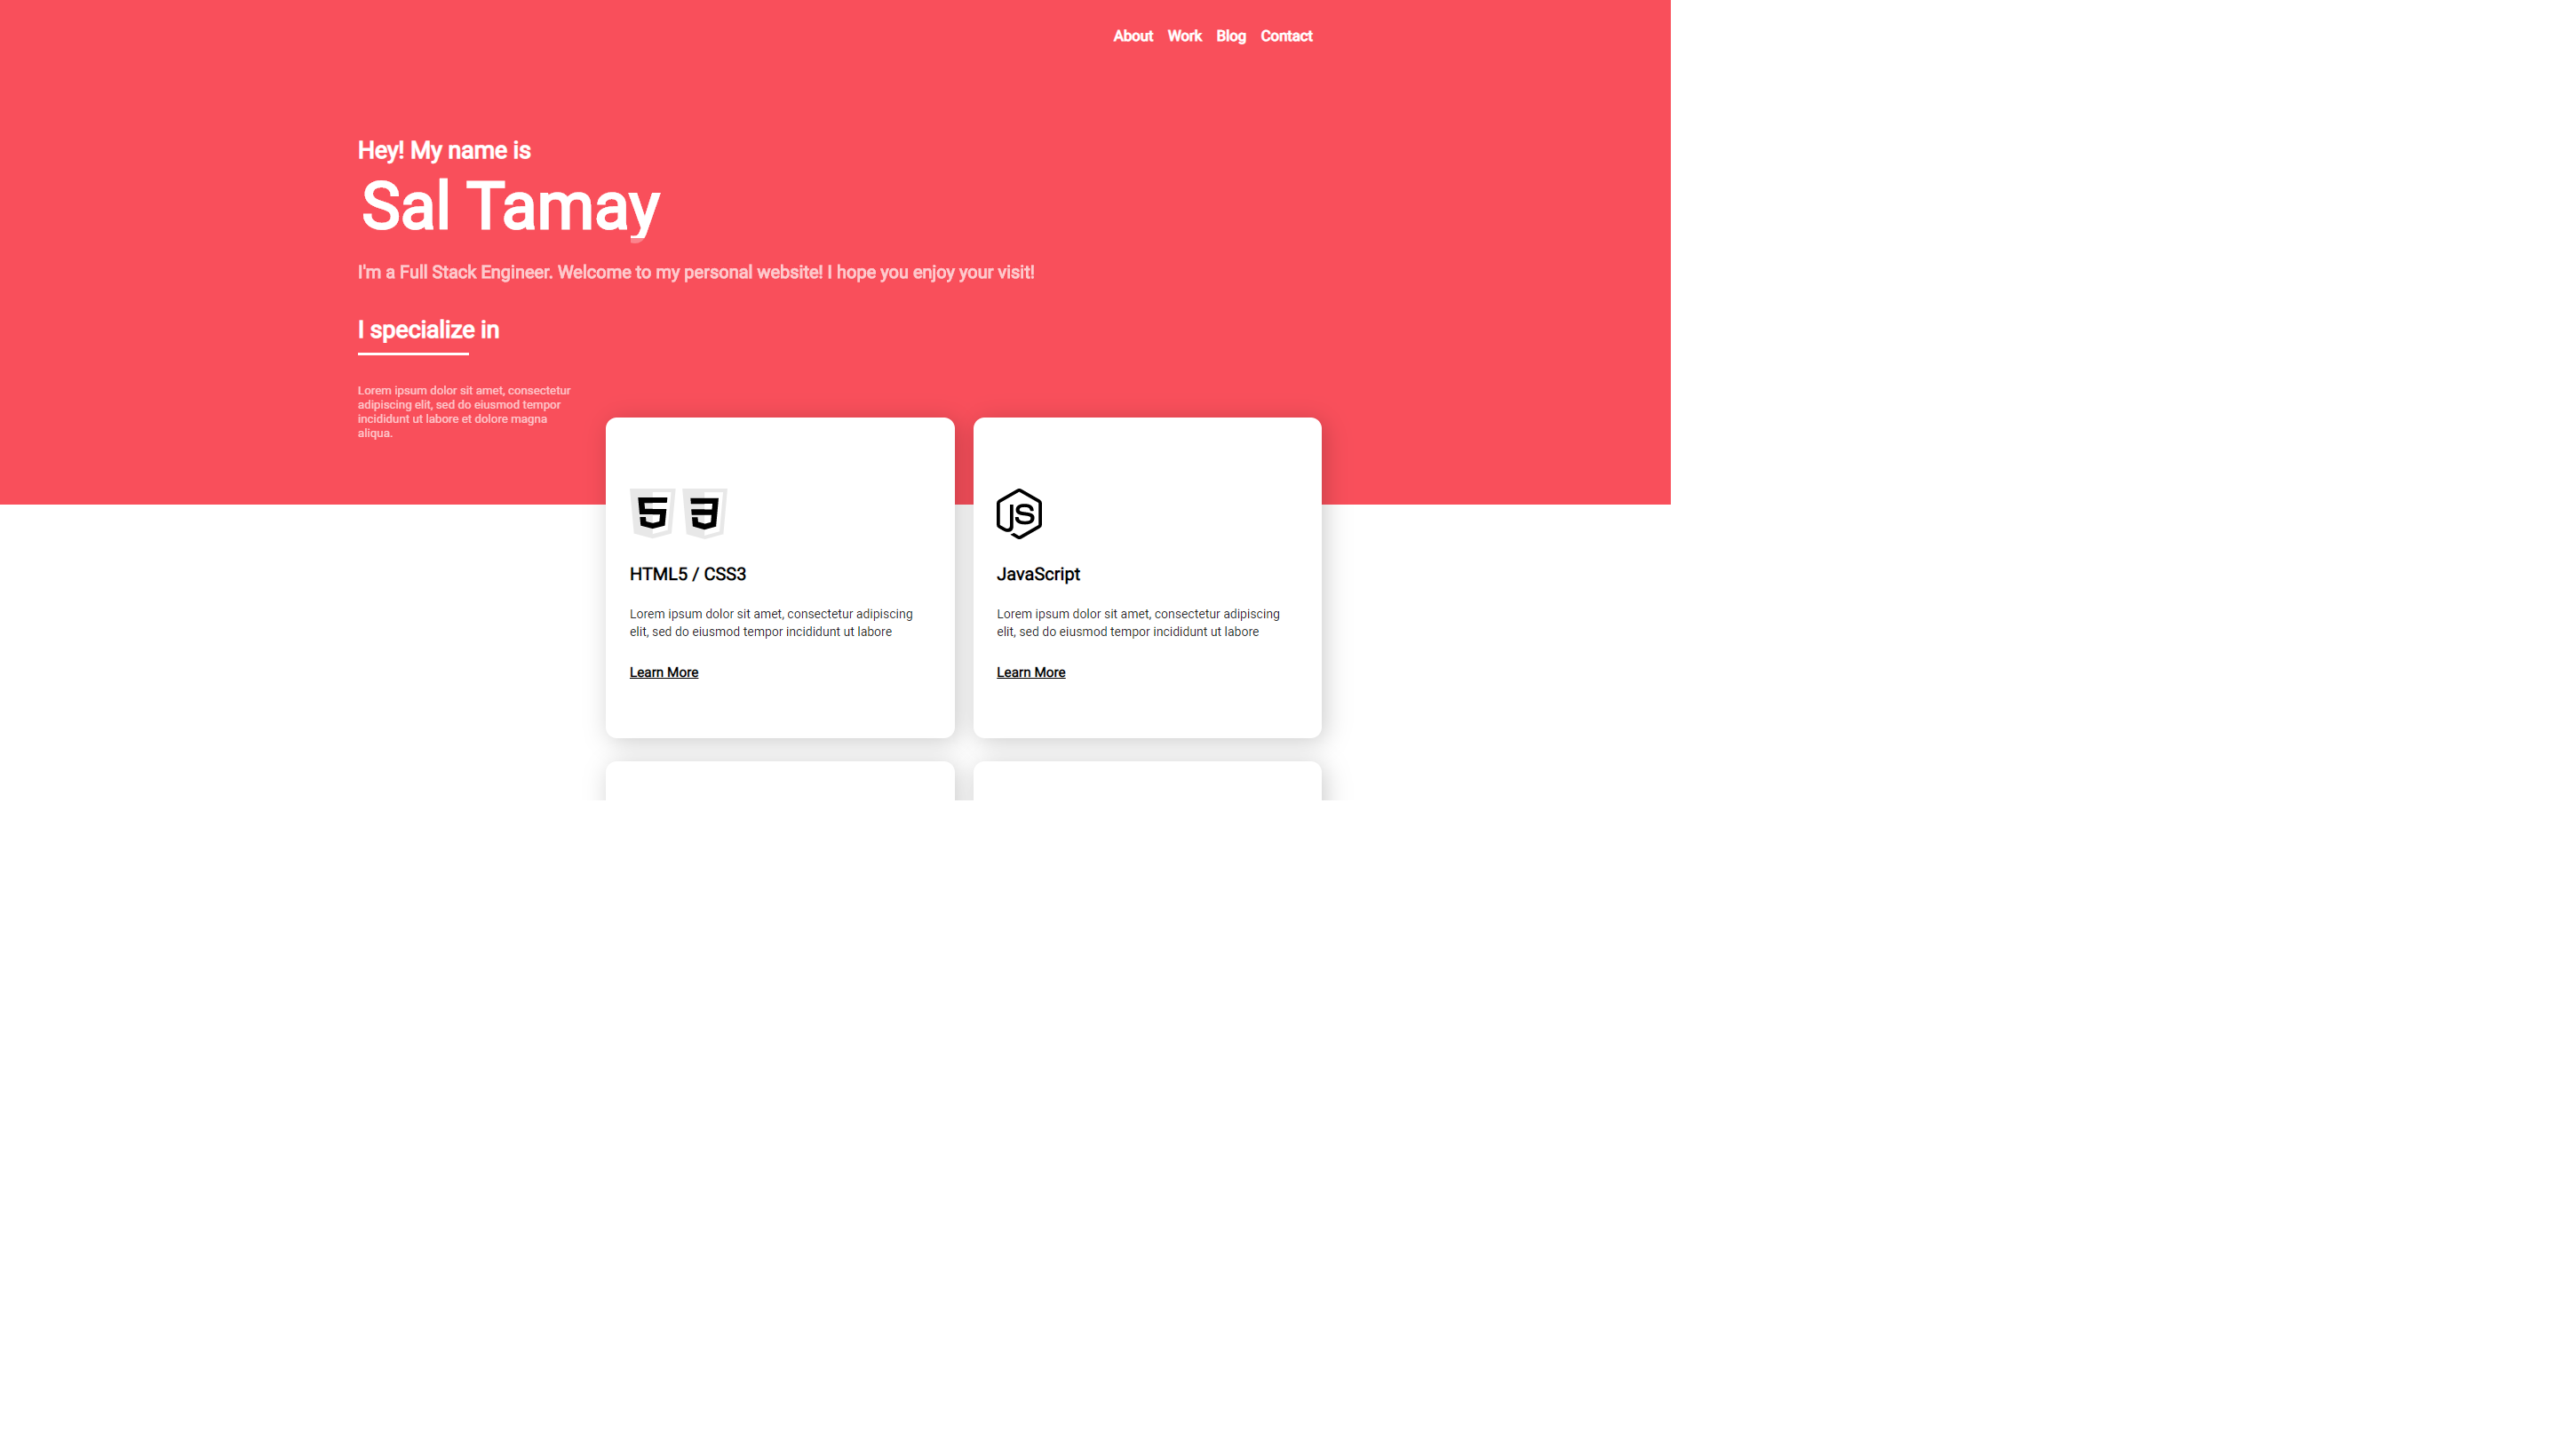 About Work Blog Contact
Hey! My name is
Sal Tamay
I'm a Full Stack Engineer. Welcome to my personal website! I hope you enjoy your visit!
I specialize in
Lorem ipsum dolor sit amet, consectetur
adipiscing elit, sed do eiusmod tempor
incididunt ut labore et dolore magna
aliqua.
5 3
HTML5 / CSS3
Lorem ipsum dolor sit amet, consectetur adipiscing
elit, sed do eiusmod tempor incididunt ut labore
Learn More
JS
JavaScript
Lorem ipsum dolor sit amet, consectetur adipiscing
elit, sed do eiusmod tempor incididunt ut labore
Learn More